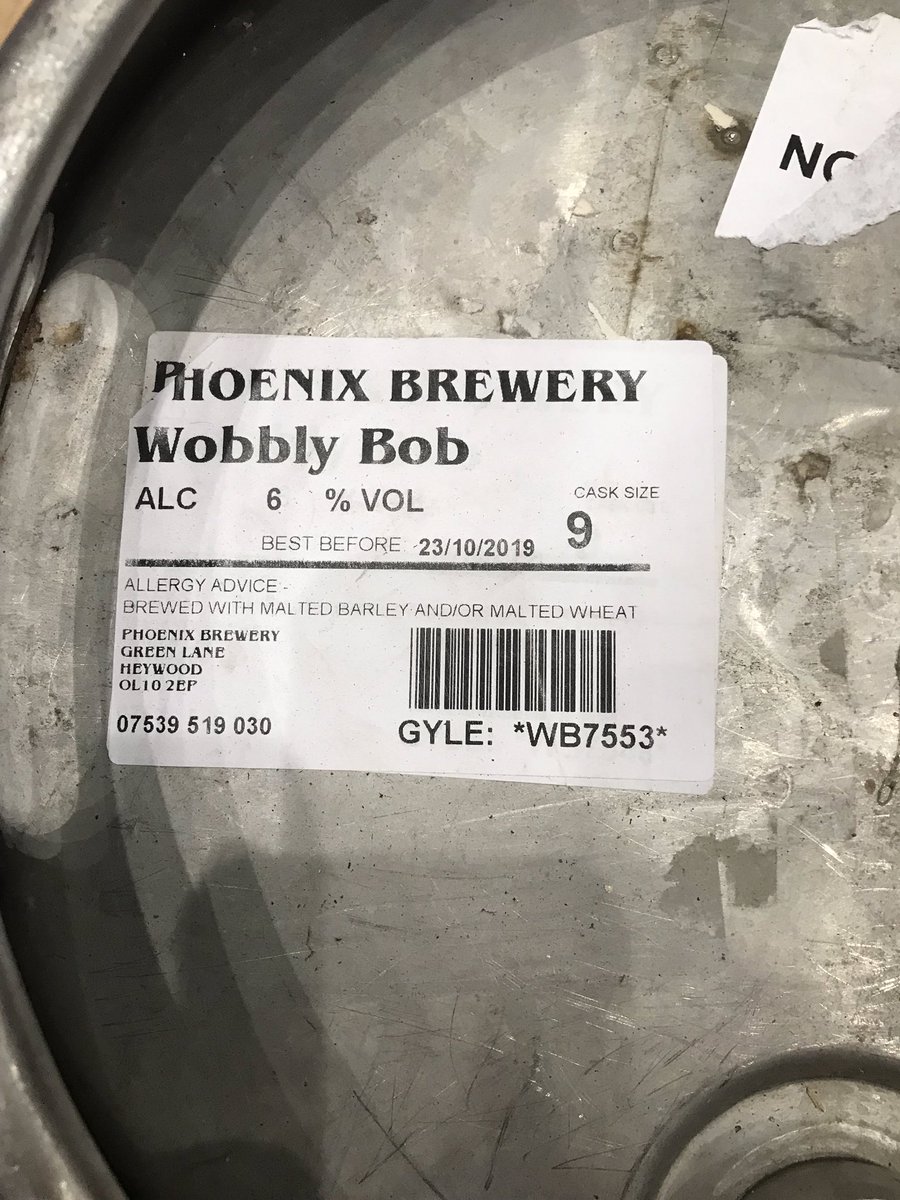 NO
PHOENIX BREWERY
Wobbly Bob
ALC 6 % VOL
CASK SIZE
9
BEST BEFORE 23/10/2019
ALLERGY ADVICE -
BREWED WITH MALTED BARLEY AND/OR MALTED WHEAT
PHOENIX BREWERY
GREEN LANE
HEYWOOD
OL10 2EP
07539 519 030
GYLE: *WB7553*